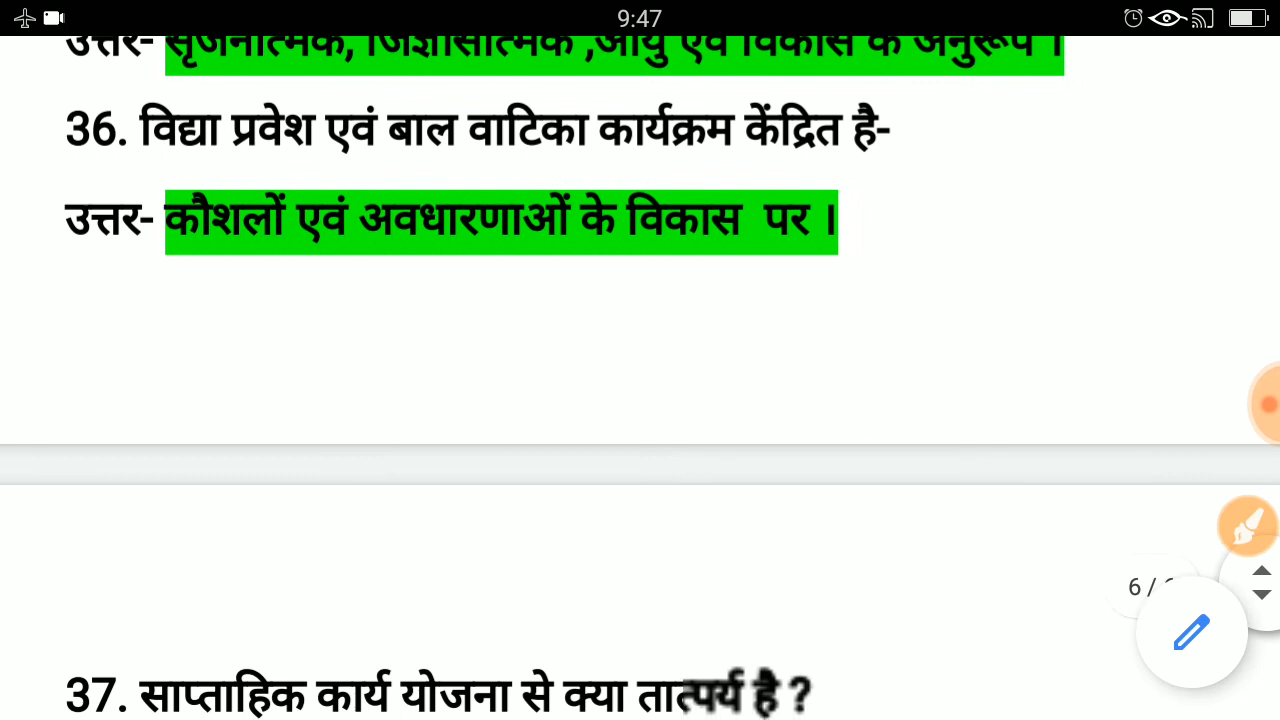 9:47
उत्तर- सृजनात्मक, जिज्ञासात्मक ,आयु एवं विकास के अनुरूप ।
36. विद्या प्रवेश एवं बाल वाटिका कार्यक्रम केंद्रित है-
उत्तर- कौशलों एवं अवधारणाओं के विकास पर ।
6 /
37. साप्ताहिक कार्य योजना से क्या तात्पर्य है ?